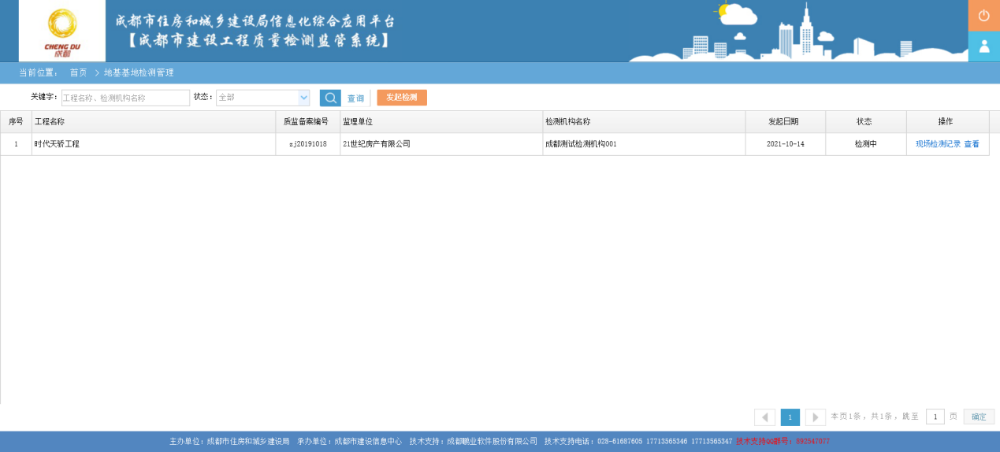 CHENG DU
成都
成都市住房和城乡建设局信息化综合应用平台
【成都市建设工程质量检测监管系统】
当前位置： 首页 > 地基基地检测管理
关键字： 工程名称、检测机构名称 状态： 全部 查询 发起检测
序号 工程名称 质监备案编号 监理单位 检测机构名称 发起日期 状态 操作
1 时代天骄工程 zj20191018 21世纪房产有限公司 成都测试检测机构001 2021-10-14 检测中 现场检测记录 查看
1 本页1条，共1条，跳至 1 页 确定
主办单位：成都市住房和城乡建设局 承办单位：成都市建设信息中心 技术支持：成都鹏业软件股份有限公司 技术支持电话：028-61687605 17713565346 17713565347 技术支持QQ群号：892547077